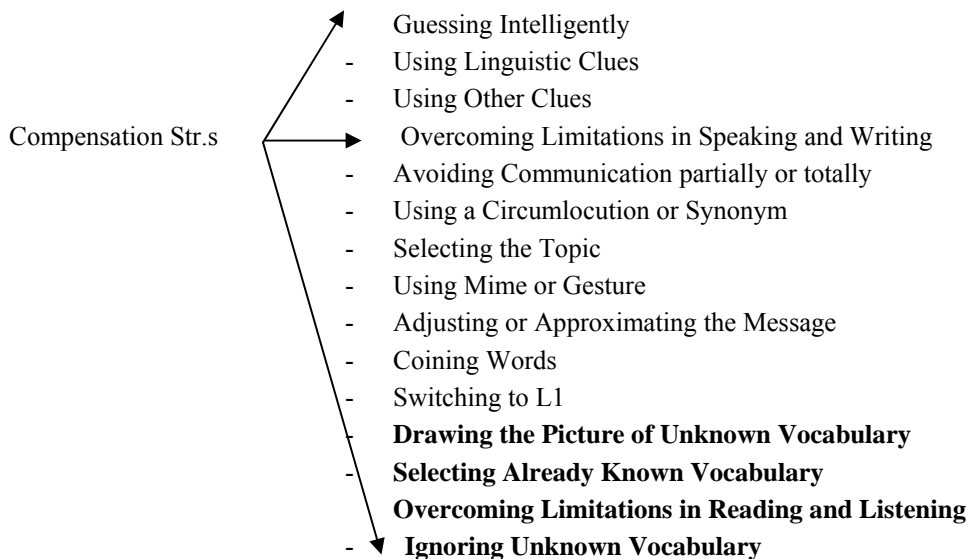 Guessing Intelligently
- Using Linguistic Clues
- Using Other Clues
Compensation Str.s Overcoming Limitations in Speaking and Writing
- Avoiding Communication partially or totally
- Using a Circumlocution or Synonym
- Selecting the Topic
- Using Mime or Gesture
- Adjusting or Approximating the Message
- Coining Words
- Switching to L1
- Drawing the Picture of Unknown Vocabulary
- Selecting Already Known Vocabulary
Overcoming Limitations in Reading and Listening
- Ignoring Unknown Vocabulary